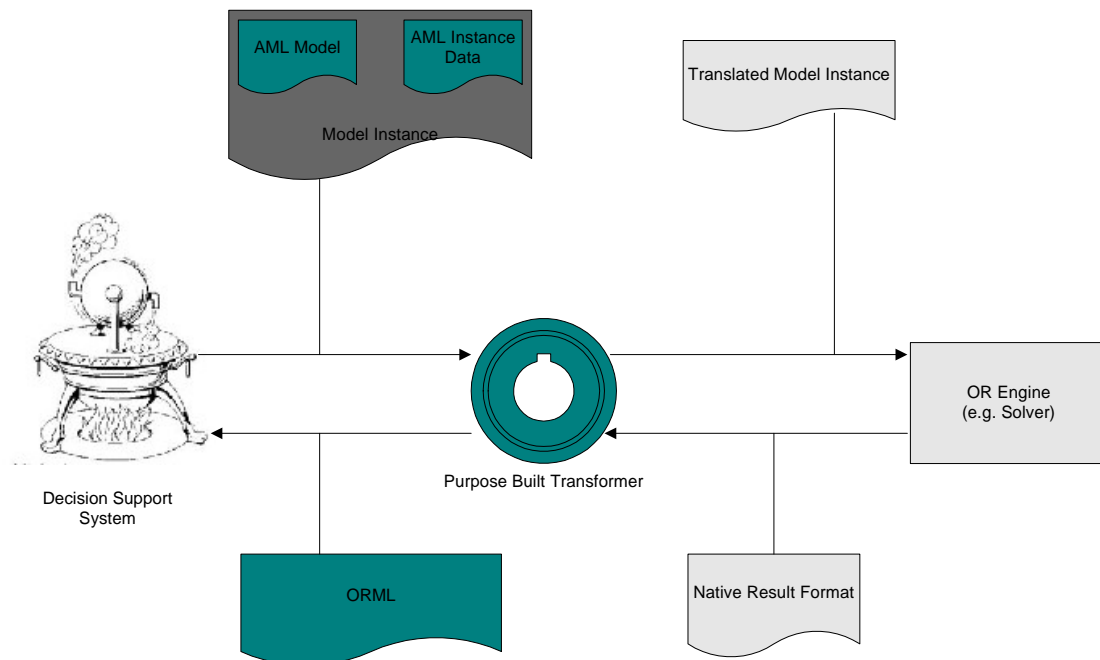 AML Model
AML Instance
Data
Model Instance
Translated Model Instance
OR Engine
(e.g. Solver)
Purpose Built Transformer
Decision Support
System
ORML
Native Result Format